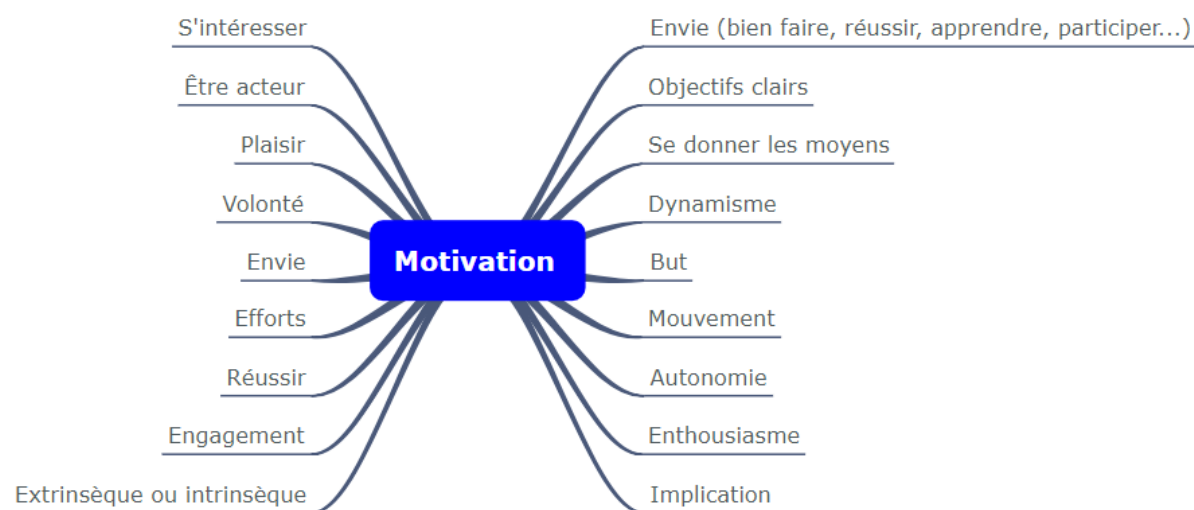 S'intéresser
Être acteur
Plaisir
Volonté
Envie
Efforts
Réussir
Engagement
Extrinsèque ou intrinsèque
Motivation
Envie (bien faire, réussir, apprendre, participer...)
Objectifs clairs
Se donner les moyens
Dynamisme
But
Mouvement
Autonomie
Enthousiasme
Implication